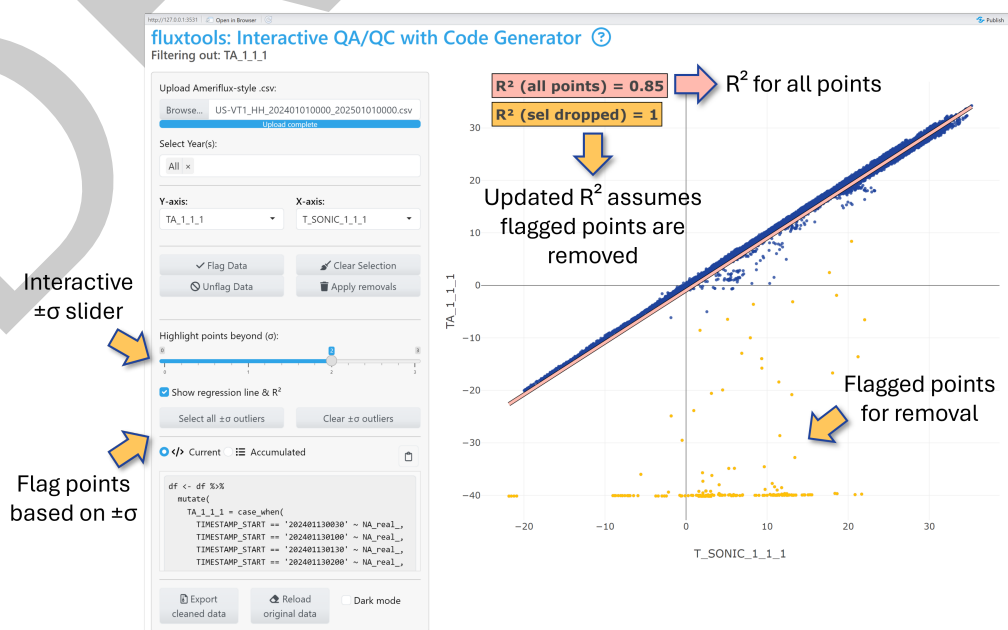 http://127.0.0.1:3531 Open in Browser Publish
fluxtools: Interactive QA/QC with Code Generator ?
Filtering out: TA_1_1_1
Upload Ameriflux-style .csv:
Browse... US-VT1_HH_202401010000_202501010000.csv
Upload complete
Select Year(s):
All ×
Y-axis: X-axis:
TA_1_1_1 T_SONIC_1_1_1
Flag Data Clear Selection
Unflag Data Apply removals
Highlight points beyond (σ):
0 2 3
0 1 2 3
Show regression line & R²
Select all ±σ outliers Clear ±σ outliers
</> Current Accumulated
df <- df %>%
mutate(
TA_1_1_1 = case_when(
TIMESTAMP_START == '202401130030' ~ NA_real_,
TIMESTAMP_START == '202401130100' ~ NA_real_,
TIMESTAMP_START == '202401130130' ~ NA_real_,
TIMESTAMP_START == '202401130200' ~ NA_real_,
Export cleaned data
Reload original data
Dark mode
Interactive
±σ slider
Flag points
based on ±σ
R² (all points) = 0.85
R² for all points
R² (sel dropped) = 1
Updated R² assumes
flagged points are
removed
Flagged points
for removal
TA_1_1_1
30
20
10
0
−10
−20
−30
−40
−20 −10 0 10 20 30
T_SONIC_1_1_1